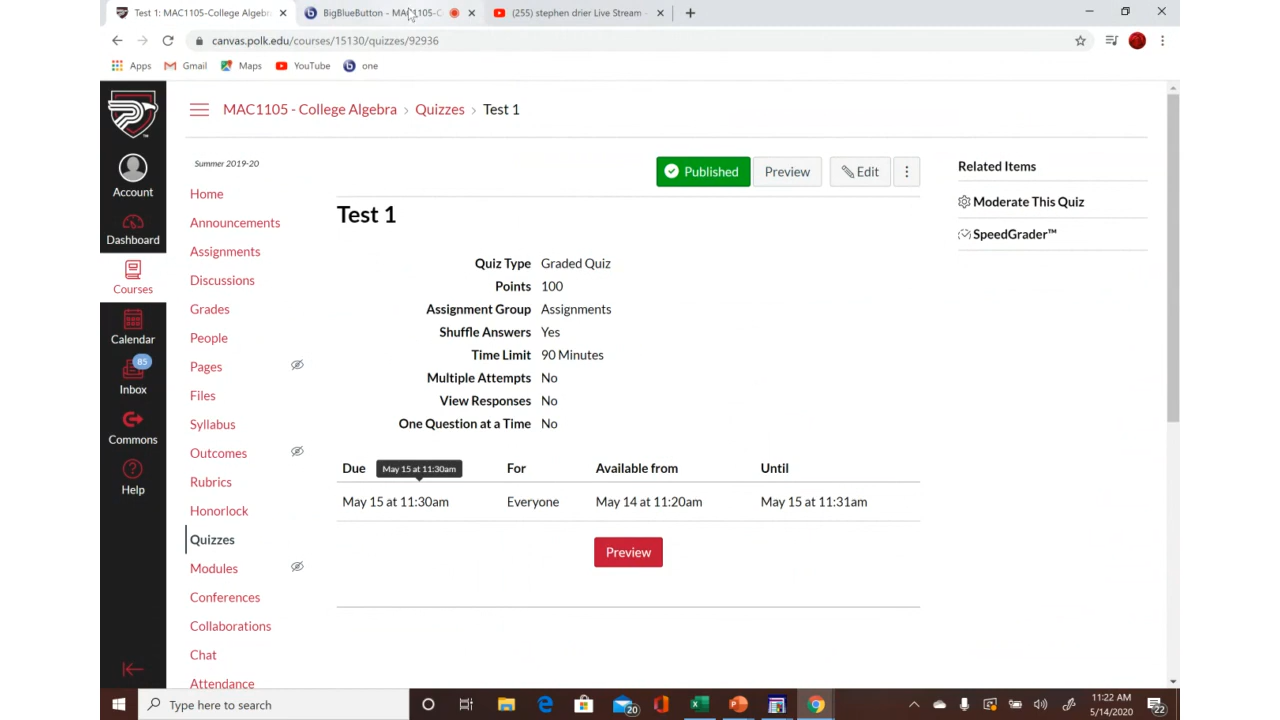 Test 1: MAC1105-College Algebr
BigBlueButton - MAC1105-C
(255) stephen drier Live Stream -
canvas.polk.edu/courses/15130/quizzes/92936
Apps
Gmail
Maps
YouTube
one
MAC1105 - College Algebra > Quizzes > Test 1
Account
Dashboard
Courses
Calendar
85
Inbox
Commons
Help
Summer 2019-20
Home
Announcements
Assignments
Discussions
Grades
People
Pages
Files
Syllabus
Outcomes
Rubrics
Honorlock
Quizzes
Modules
Conferences
Collaborations
Chat
Attendance
Published
Preview
Edit
Test 1
Quiz Type Graded Quiz
Points 100
Assignment Group Assignments
Shuffle Answers Yes
Time Limit 90 Minutes
Multiple Attempts No
View Responses No
One Question at a Time No
Due May 15 at 11:30am For Available from Until
May 15 at 11:30am Everyone May 14 at 11:20am May 15 at 11:31am
Preview
Related Items
Moderate This Quiz
SpeedGrader™
Type here to search
20
11:22 AM
5/14/2020
22